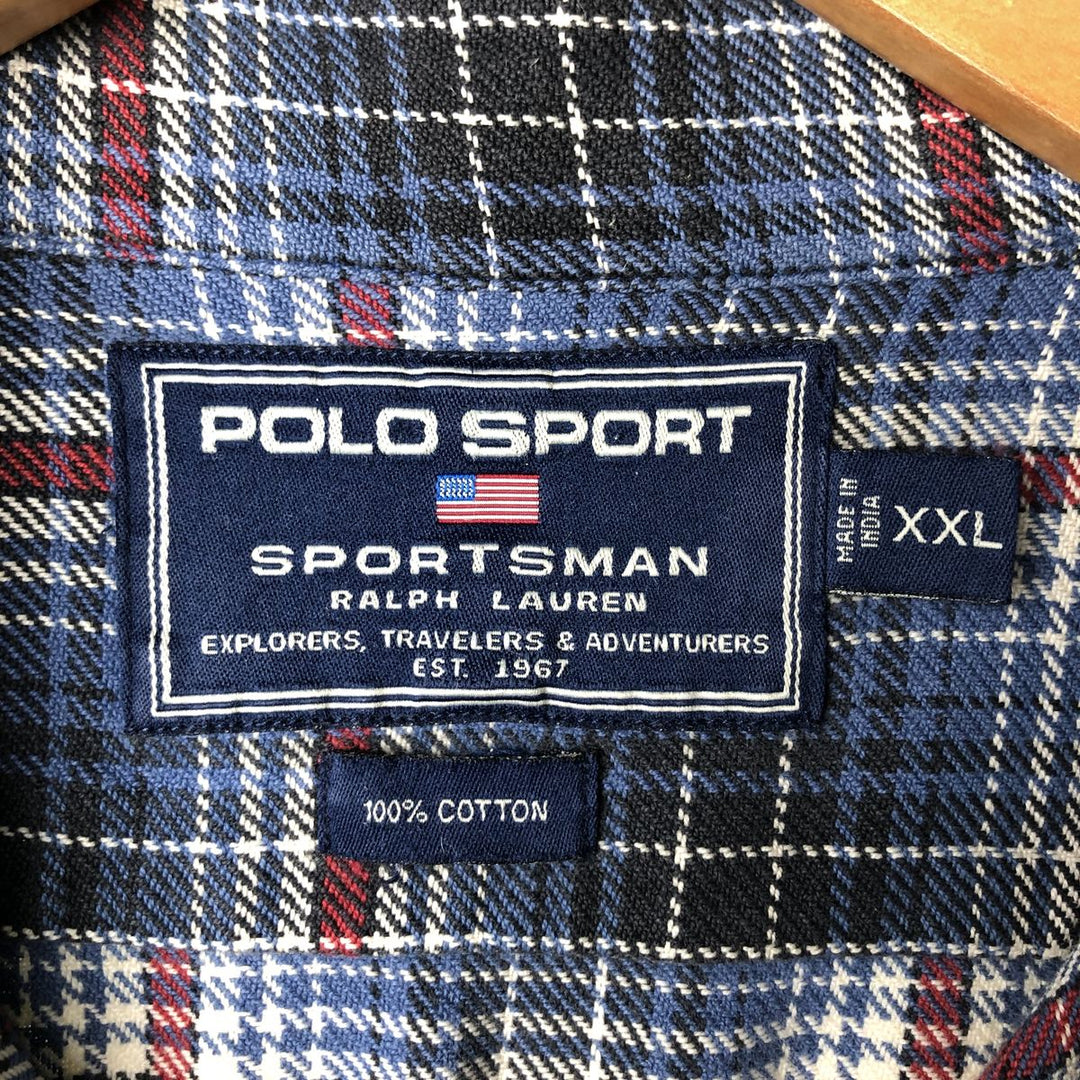 POLO SPORT
SPORTSMAN
RALPH LAUREN
EXPLORERS, TRAVELERS & ADVENTURERS
EST. 1967
MADE IN
INDIA
XXL
100% COTTON